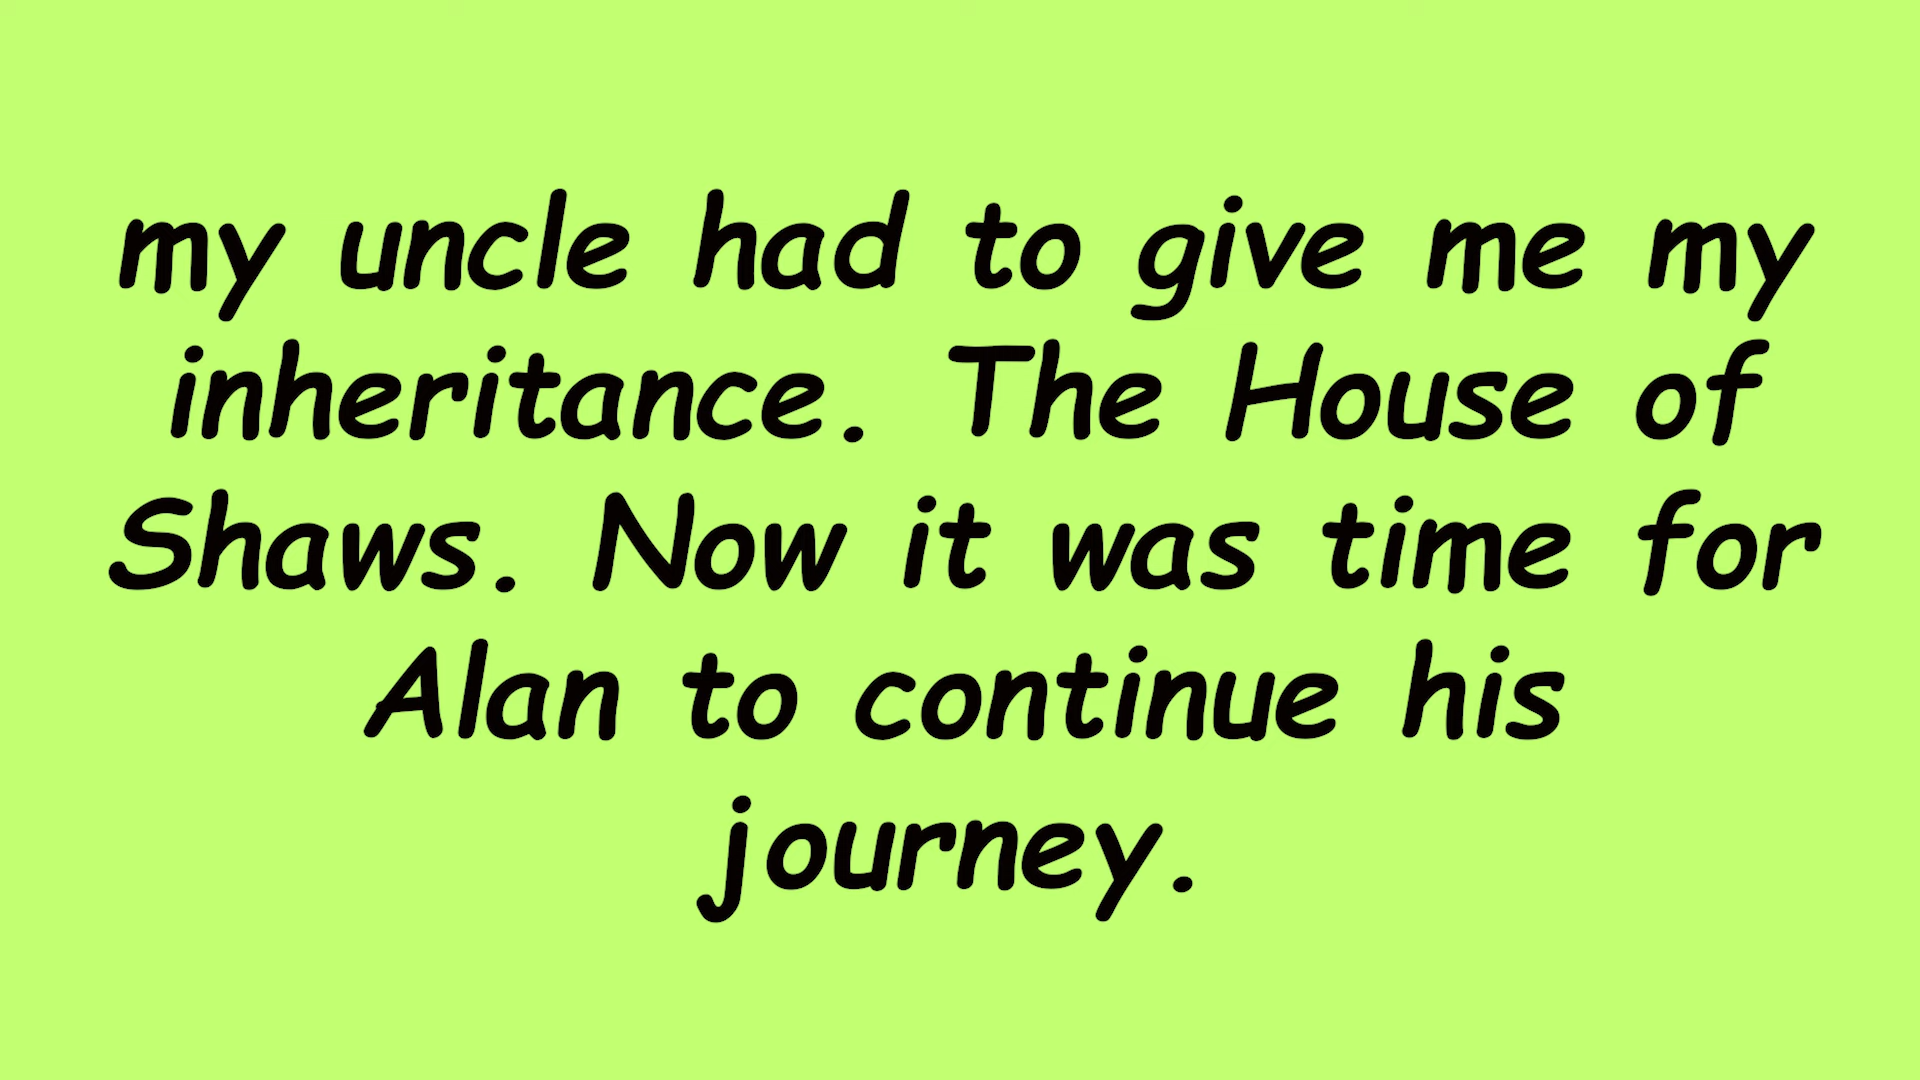 my uncle had to give me my
inheritance. The House of
Shaws. Now it was time for
Alan to continue his
journey.